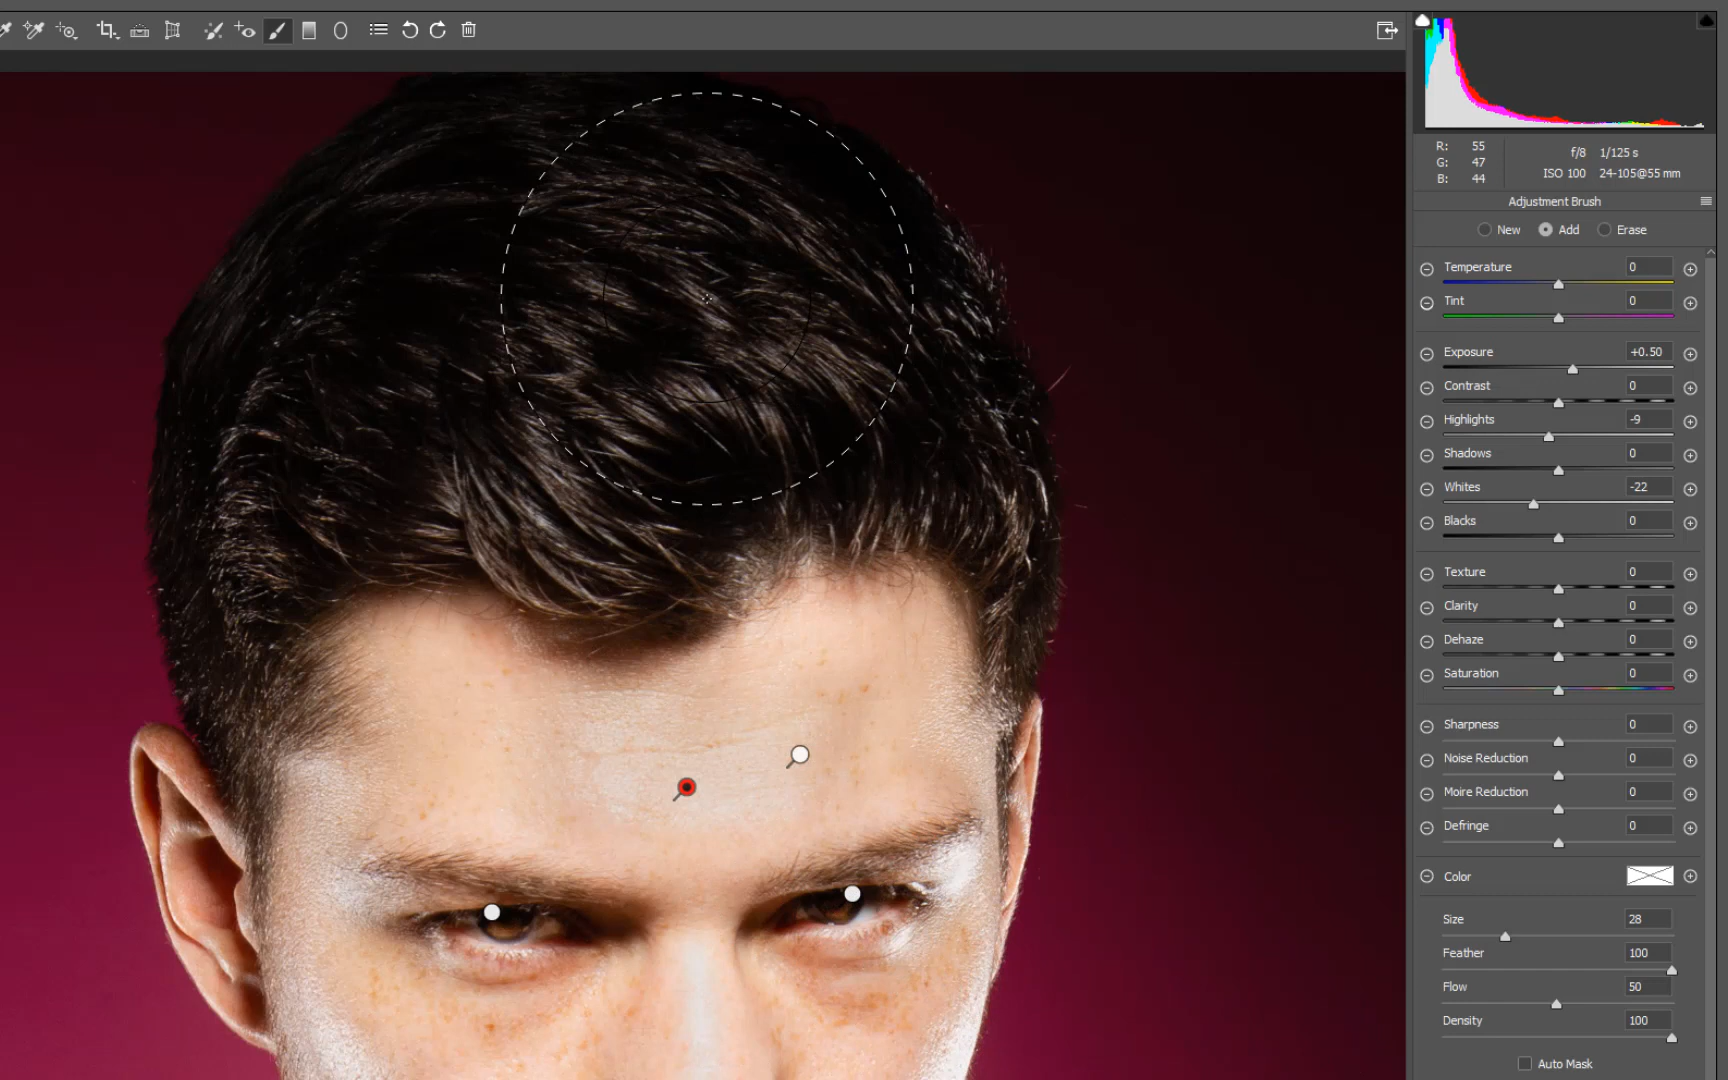 R: 55
G: 47
B: 44
f/8 1/125 s
ISO 100 24-105@55 mm
Adjustment Brush
New Add Erase
Temperature 0
Tint 0
Exposure +0.50
Contrast 0
Highlights -9
Shadows 0
Whites -22
Blacks 0
Texture 0
Clarity 0
Dehaze 0
Saturation 0
Sharpness 0
Noise Reduction 0
Moire Reduction 0
Defringe 0
Color
Size 28
Feather 100
Flow 50
Density 100
Auto Mask